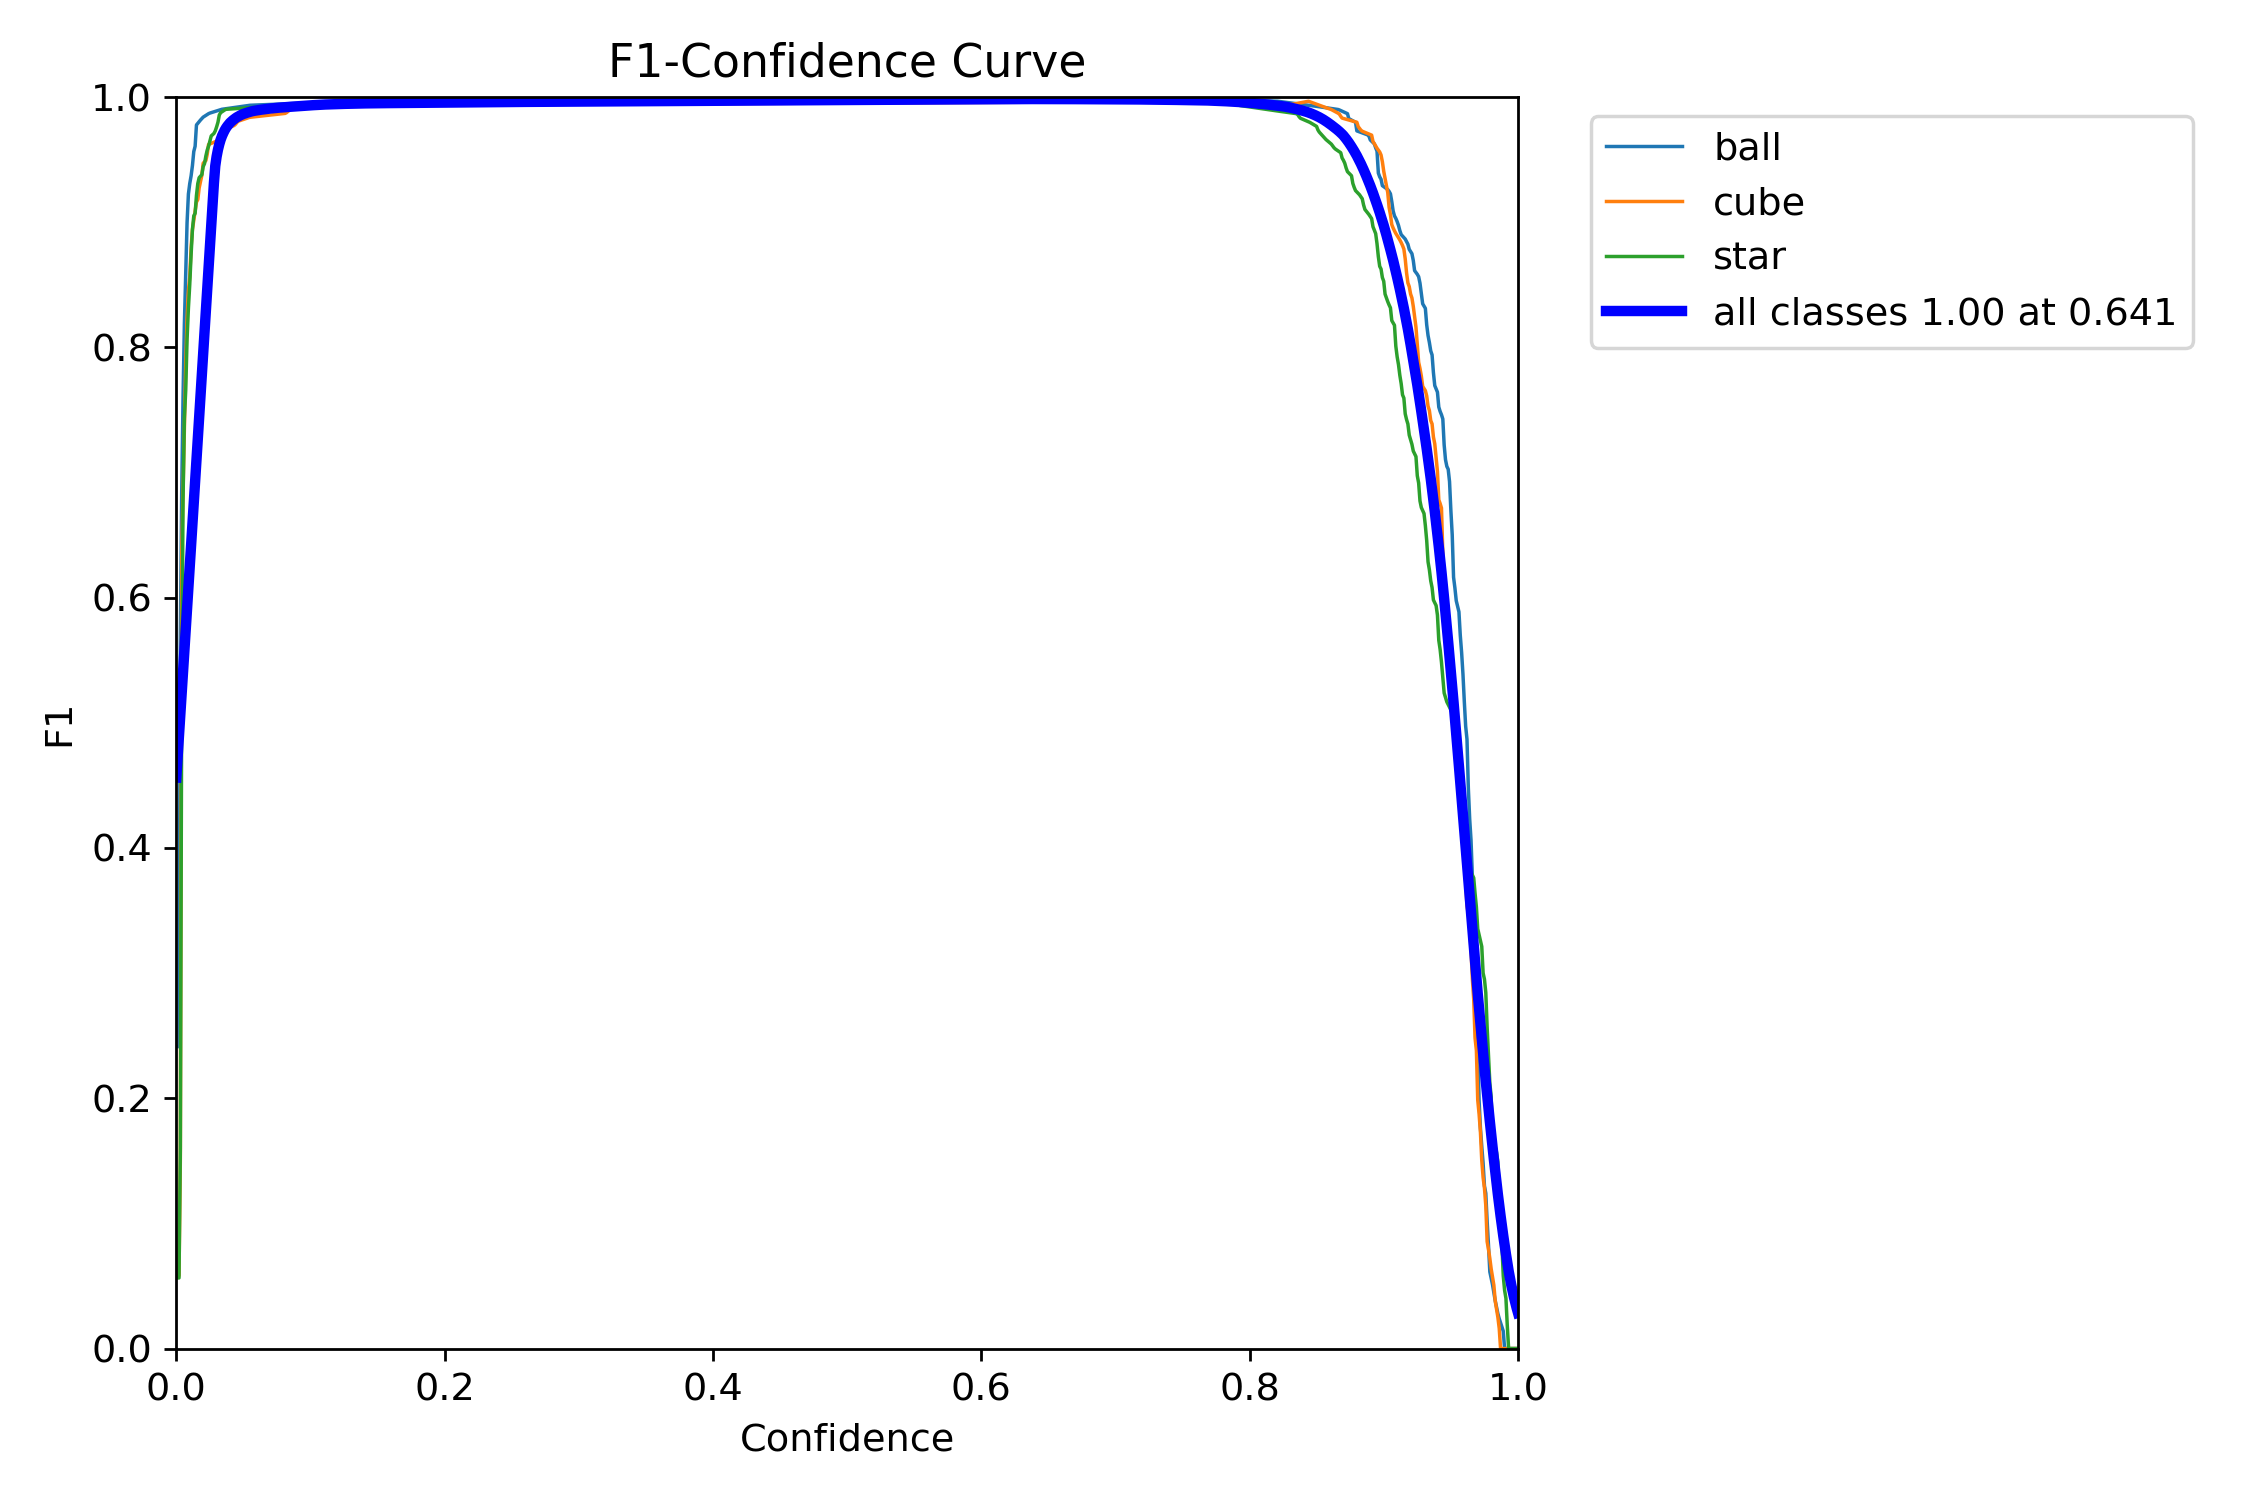 F1-Confidence Curve
1.0
0.8
0.6
0.4
0.2
0.0
F1
0.0 0.2 0.4 0.6 0.8 1.0
Confidence
ball
cube
star
all classes 1.00 at 0.641